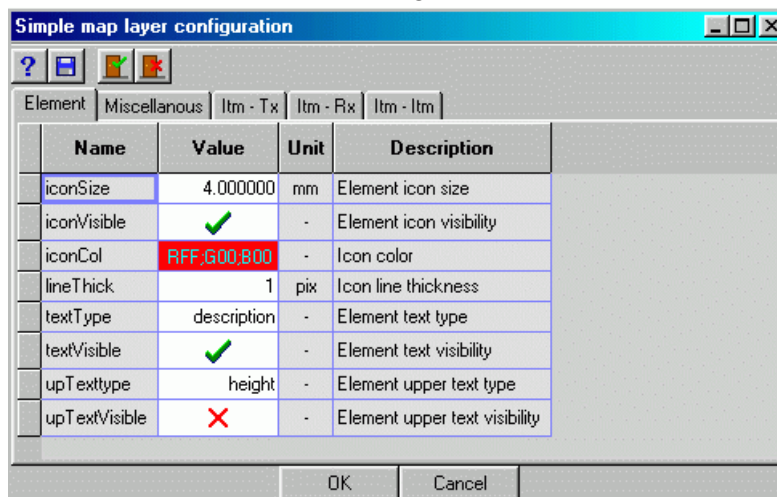 Simple map layer configuration
?
Element Miscellanous Itm - Tx Itm - Rx Itm - Itm
Name Value Unit Description
iconSize 4.000000 mm Element icon size
iconVisible - Element icon visibility
iconCol RFF;G00;B00 - Icon color
lineThick 1 pix Icon line thickness
textType description - Element text type
textVisible - Element text visibility
upTexttype height - Element upper text type
upTextVisible - Element upper text visibility
OK Cancel